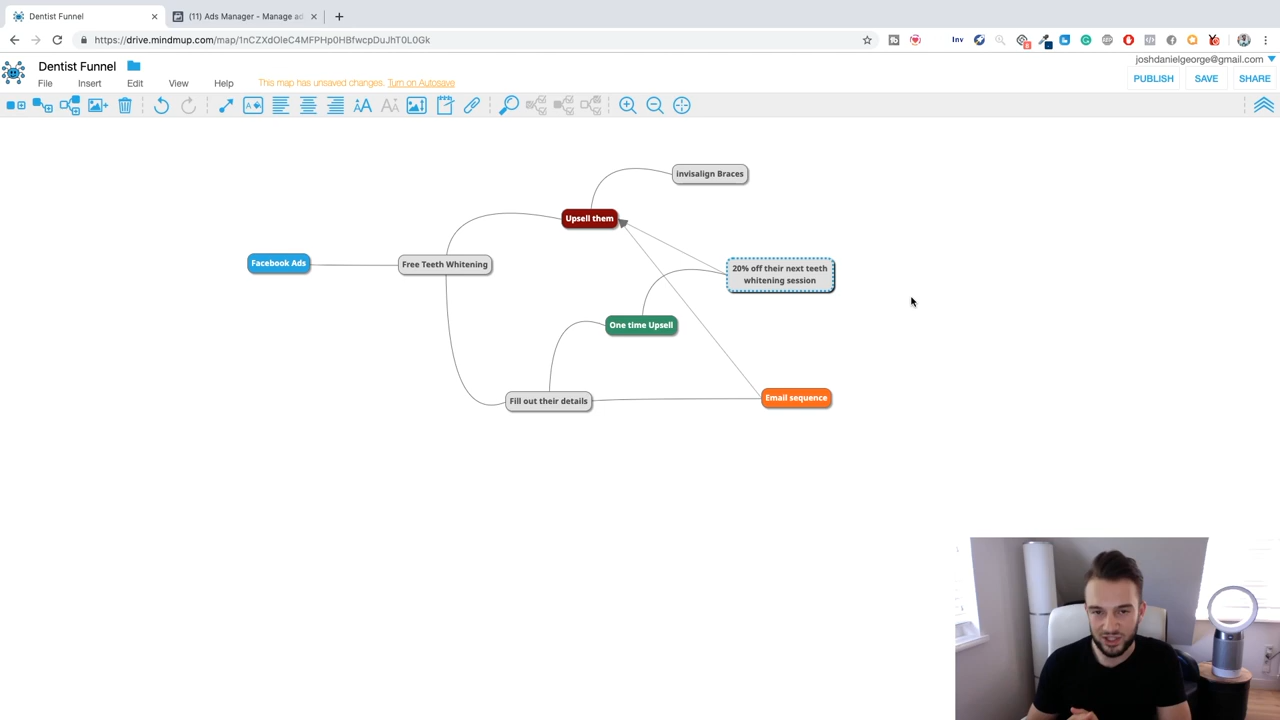 Dentist Funnel
(11) Ads Manager - Manage ad
https://drive.mindmup.com/map/1nCZXdOleC4MFPHp0HBfwcpDuJhT0L0Gk
Inv
joshdanielgeorge@gmail.com
Dentist Funnel
File
Insert
Edit
View
Help
This map has unsaved changes. Turn on Autosave
PUBLISH
SAVE
SHARE
invisalign Braces
Upsell them
Facebook Ads
Free Teeth Whitening
20% off their next teeth
whitening session
One time Upsell
Fill out their details
Email sequence